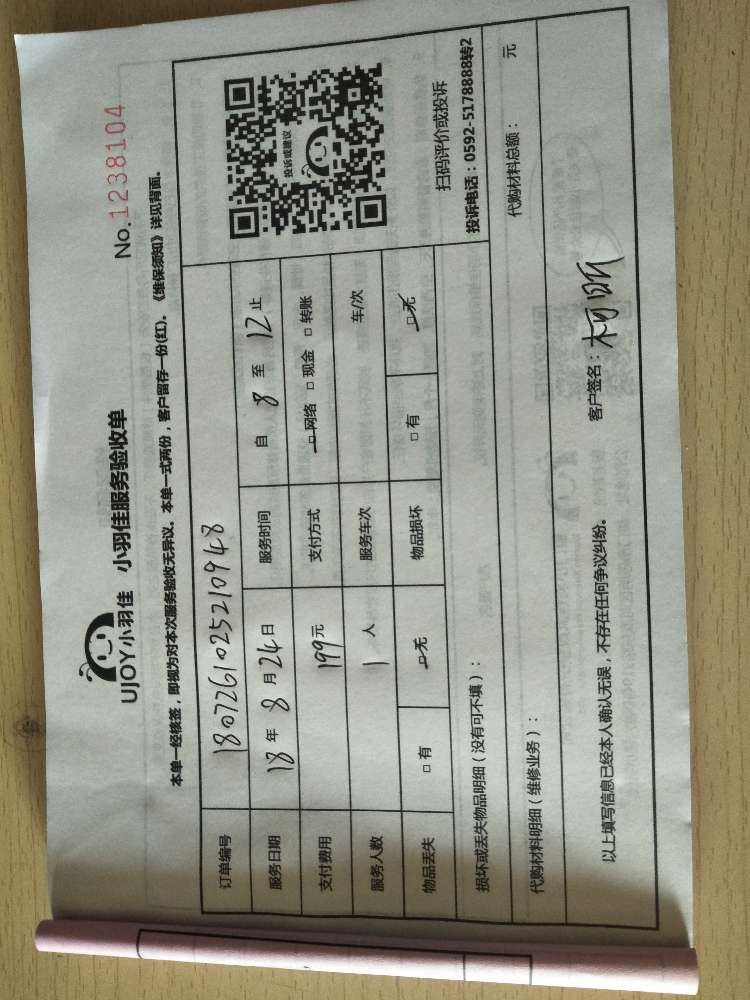 UJOY小羽佳 小羽佳服务验收单
No.1238104
本单一经核签，即视为对本次服务验收无异议。本单一式两份，客户留存一份(红)。《维保须知》详见背面。
订单编号 1807261025210948
服务日期 18年8月24日 服务时间 自 8 至 12 止
支付费用 199元 支付方式 □网络 □现金 □转账
服务人数 1 人 服务车次 车/次
物品丢失 □有 □无 物品损坏 □有 □无
投诉或建议
扫码评价或投诉
投诉电话：0592-5178888转2
损坏或丢失物品明细（没有可不填）：
代购材料明细（维修业务）： 代购材料总额： 元
以上填写信息已经本人确认无误，不存在任何争议纠纷。 客户签名：